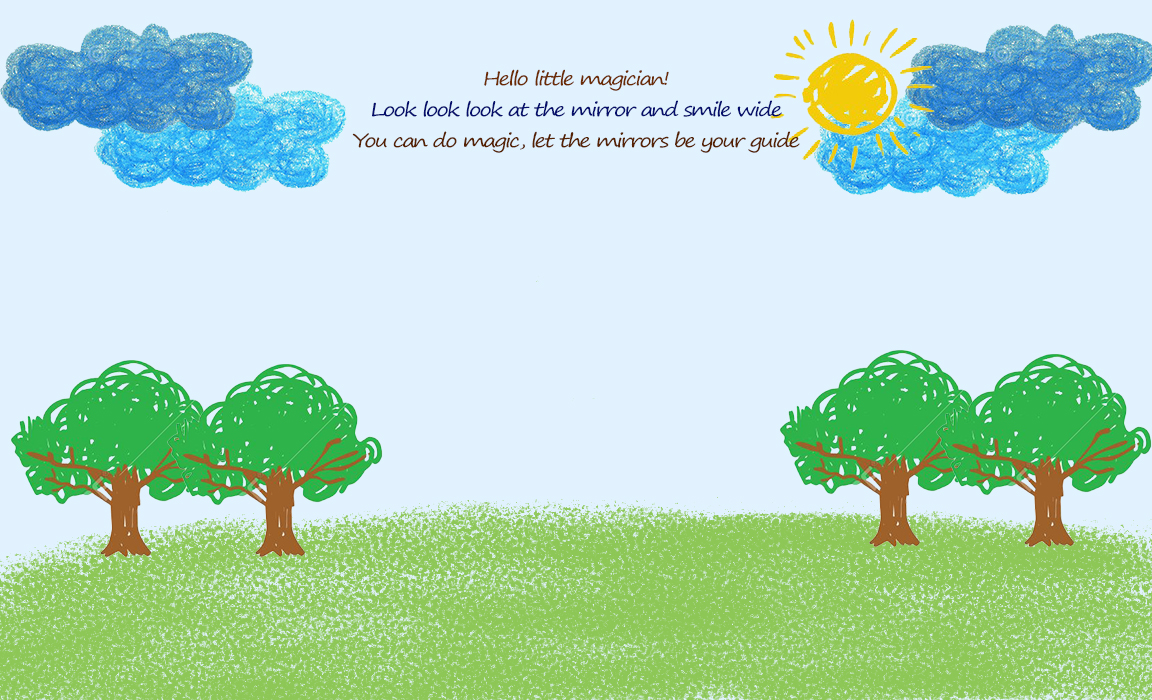 Hello little magician!
Look look look at the mirror and smile wide
You can do magic, let the mirrors be your guide